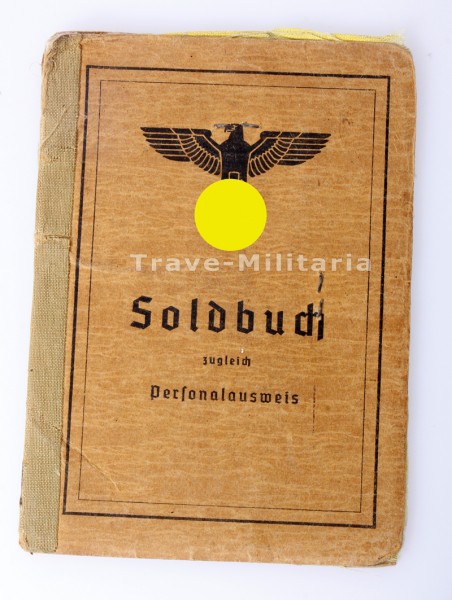 Trave-Militaria
Soldbuch
zugleich
Personalausweis